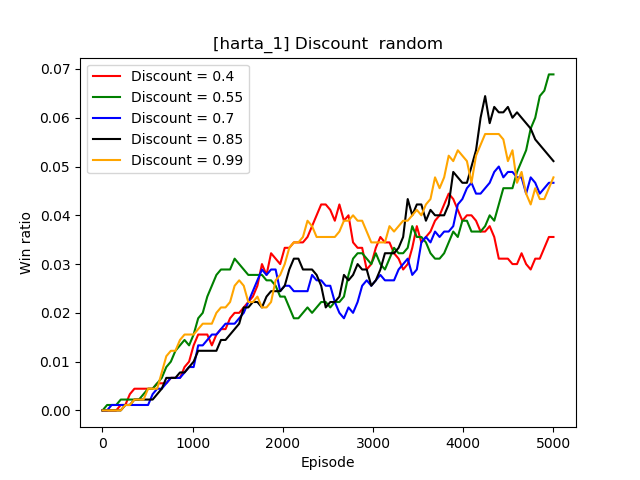 [harta_1] Discount  random
Discount = 0.4
Discount = 0.55
Discount = 0.7
Discount = 0.85
Discount = 0.99
Win ratio
0.07
0.06
0.05
0.04
0.03
0.02
0.01
0.00
0 1000 2000 3000 4000 5000
Episode